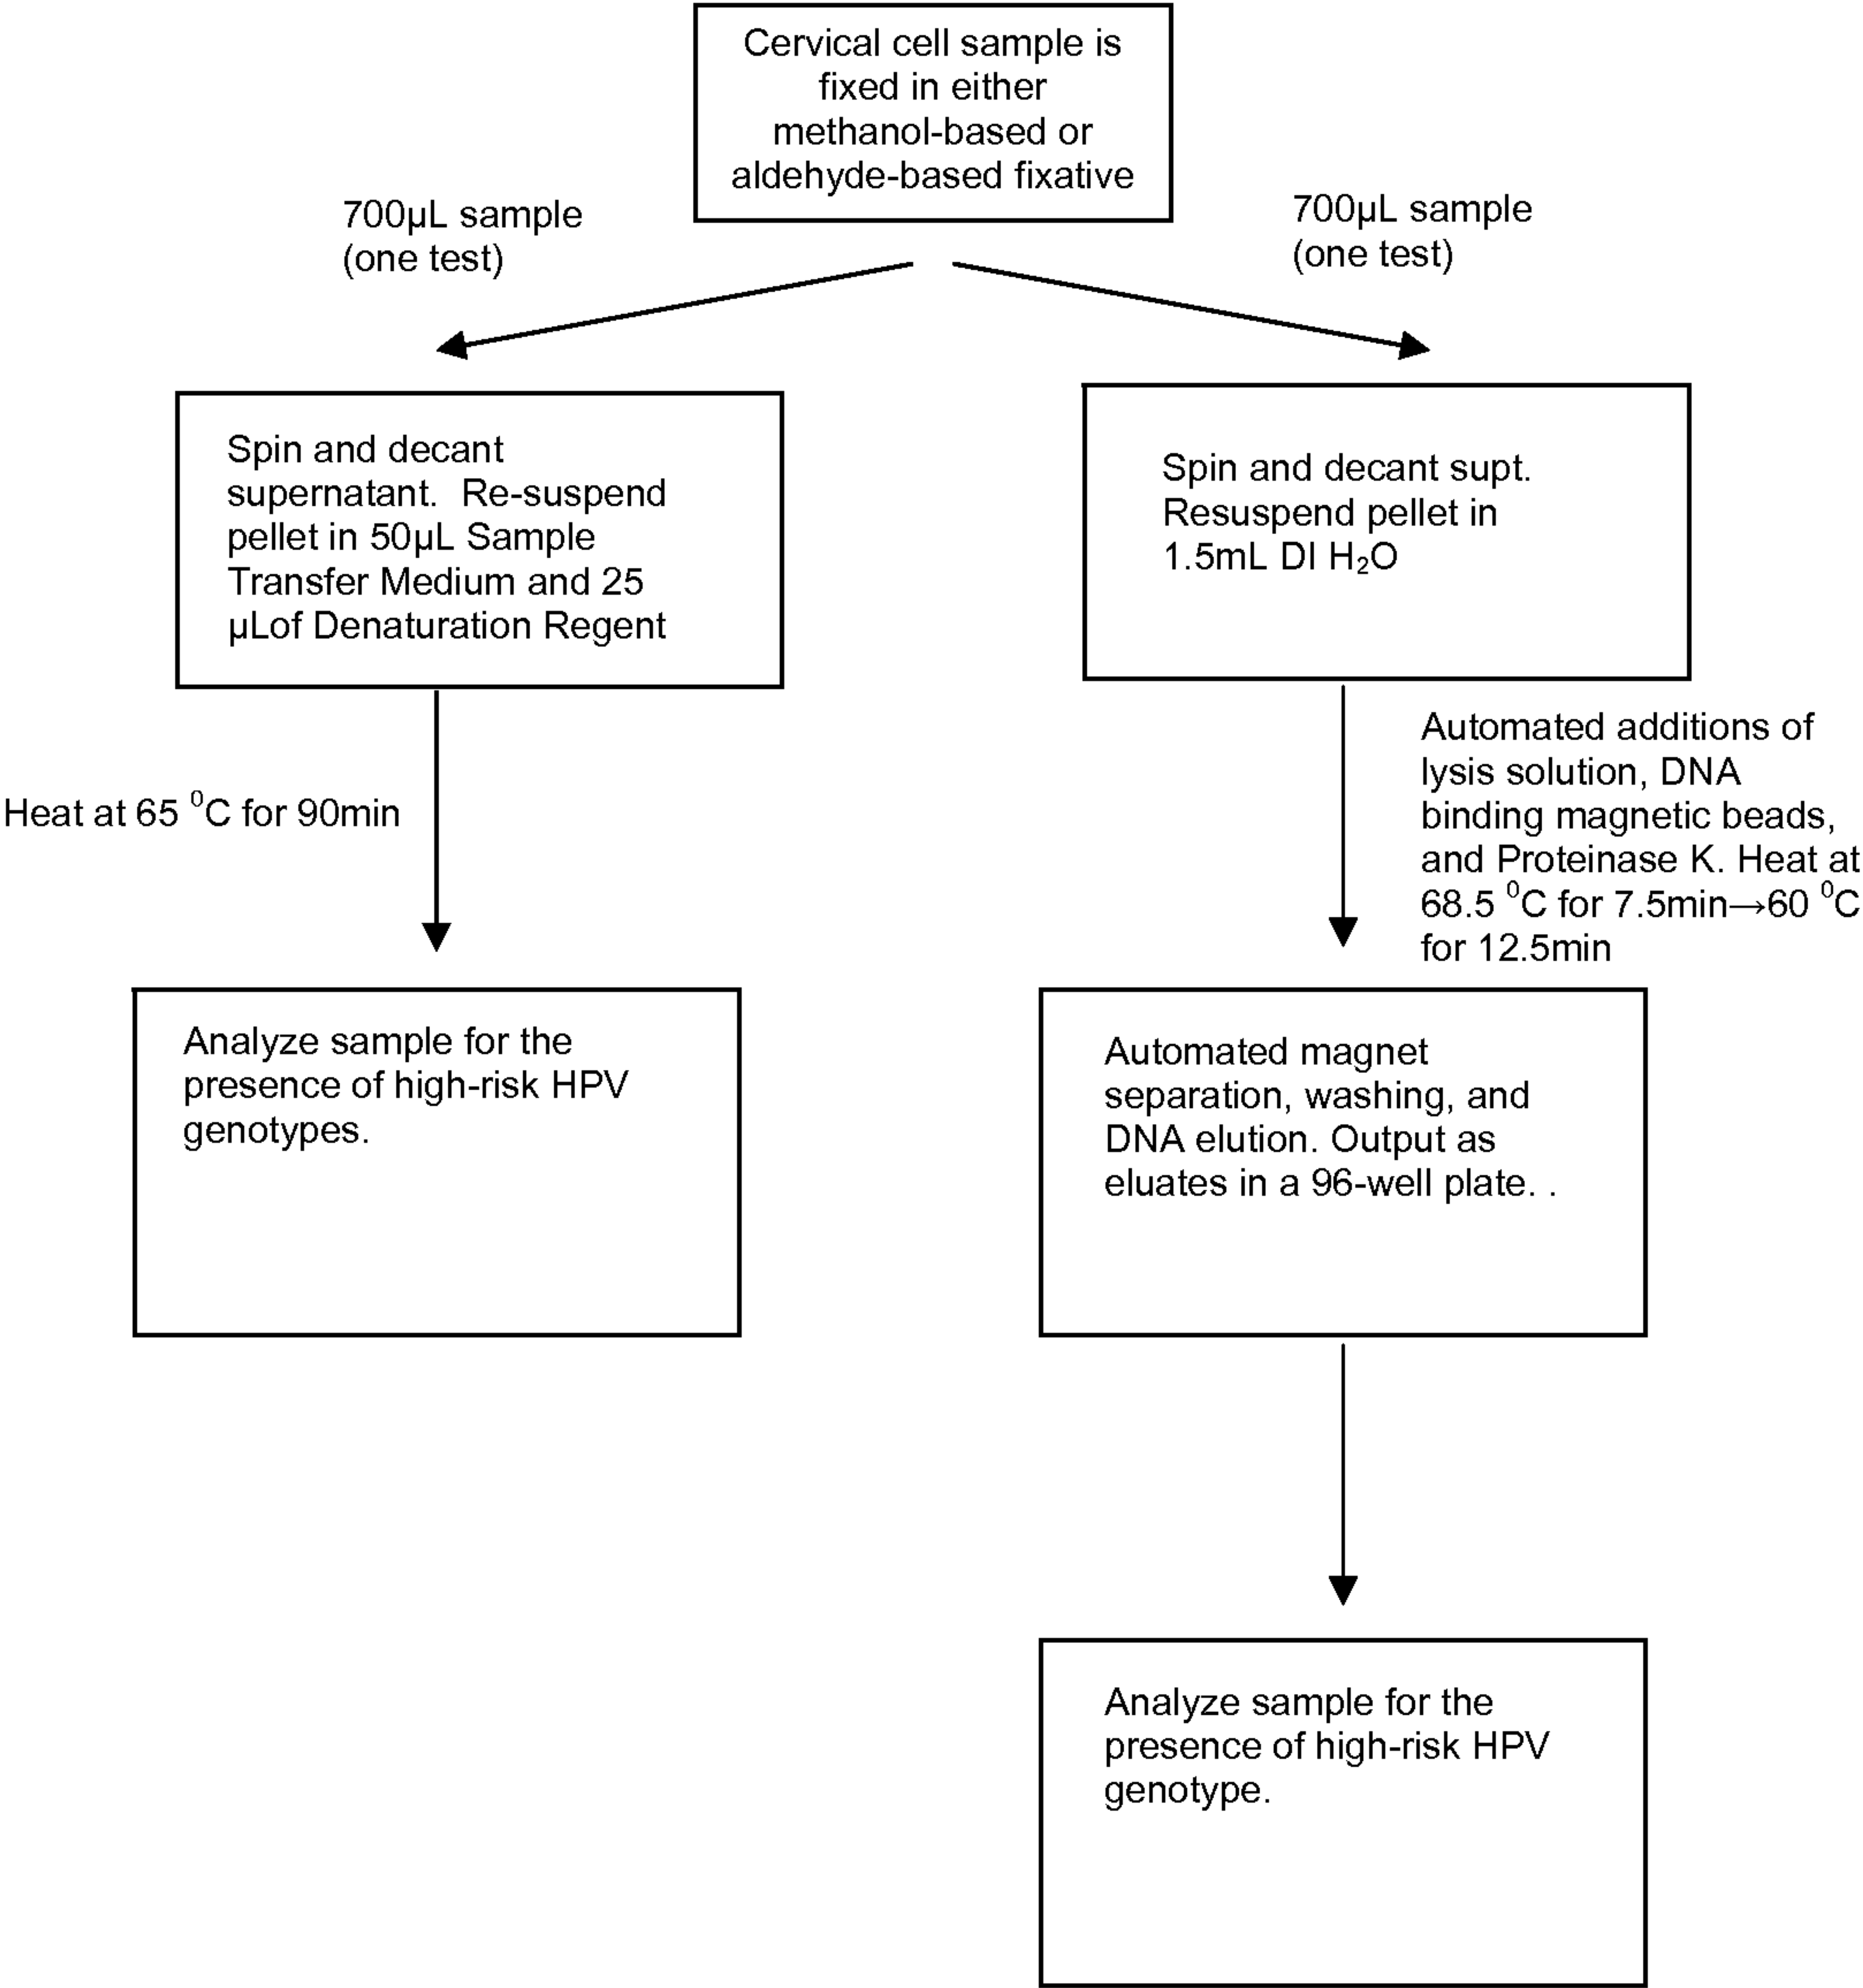 Cervical cell sample is
fixed in either
methanol-based or
aldehyde-based fixative
700µL sample
(one test)
700µL sample
(one test)
Spin and decant
supernatant.  Re-suspend
pellet in 50µL Sample
Transfer Medium and 25
µLof Denaturation Regent
Spin and decant supt.
Resuspend pellet in
1.5mL DI H₂O
Heat at 65 ⁰C for 90min
Automated additions of
lysis solution, DNA
binding magnetic beads,
and Proteinase K. Heat at
68.5 ⁰C for 7.5min→60 ⁰C
for 12.5min
Analyze sample for the
presence of high-risk HPV
genotypes.
Automated magnet
separation, washing, and
DNA elution. Output as
eluates in a 96-well plate. .
Analyze sample for the
presence of high-risk HPV
genotype.